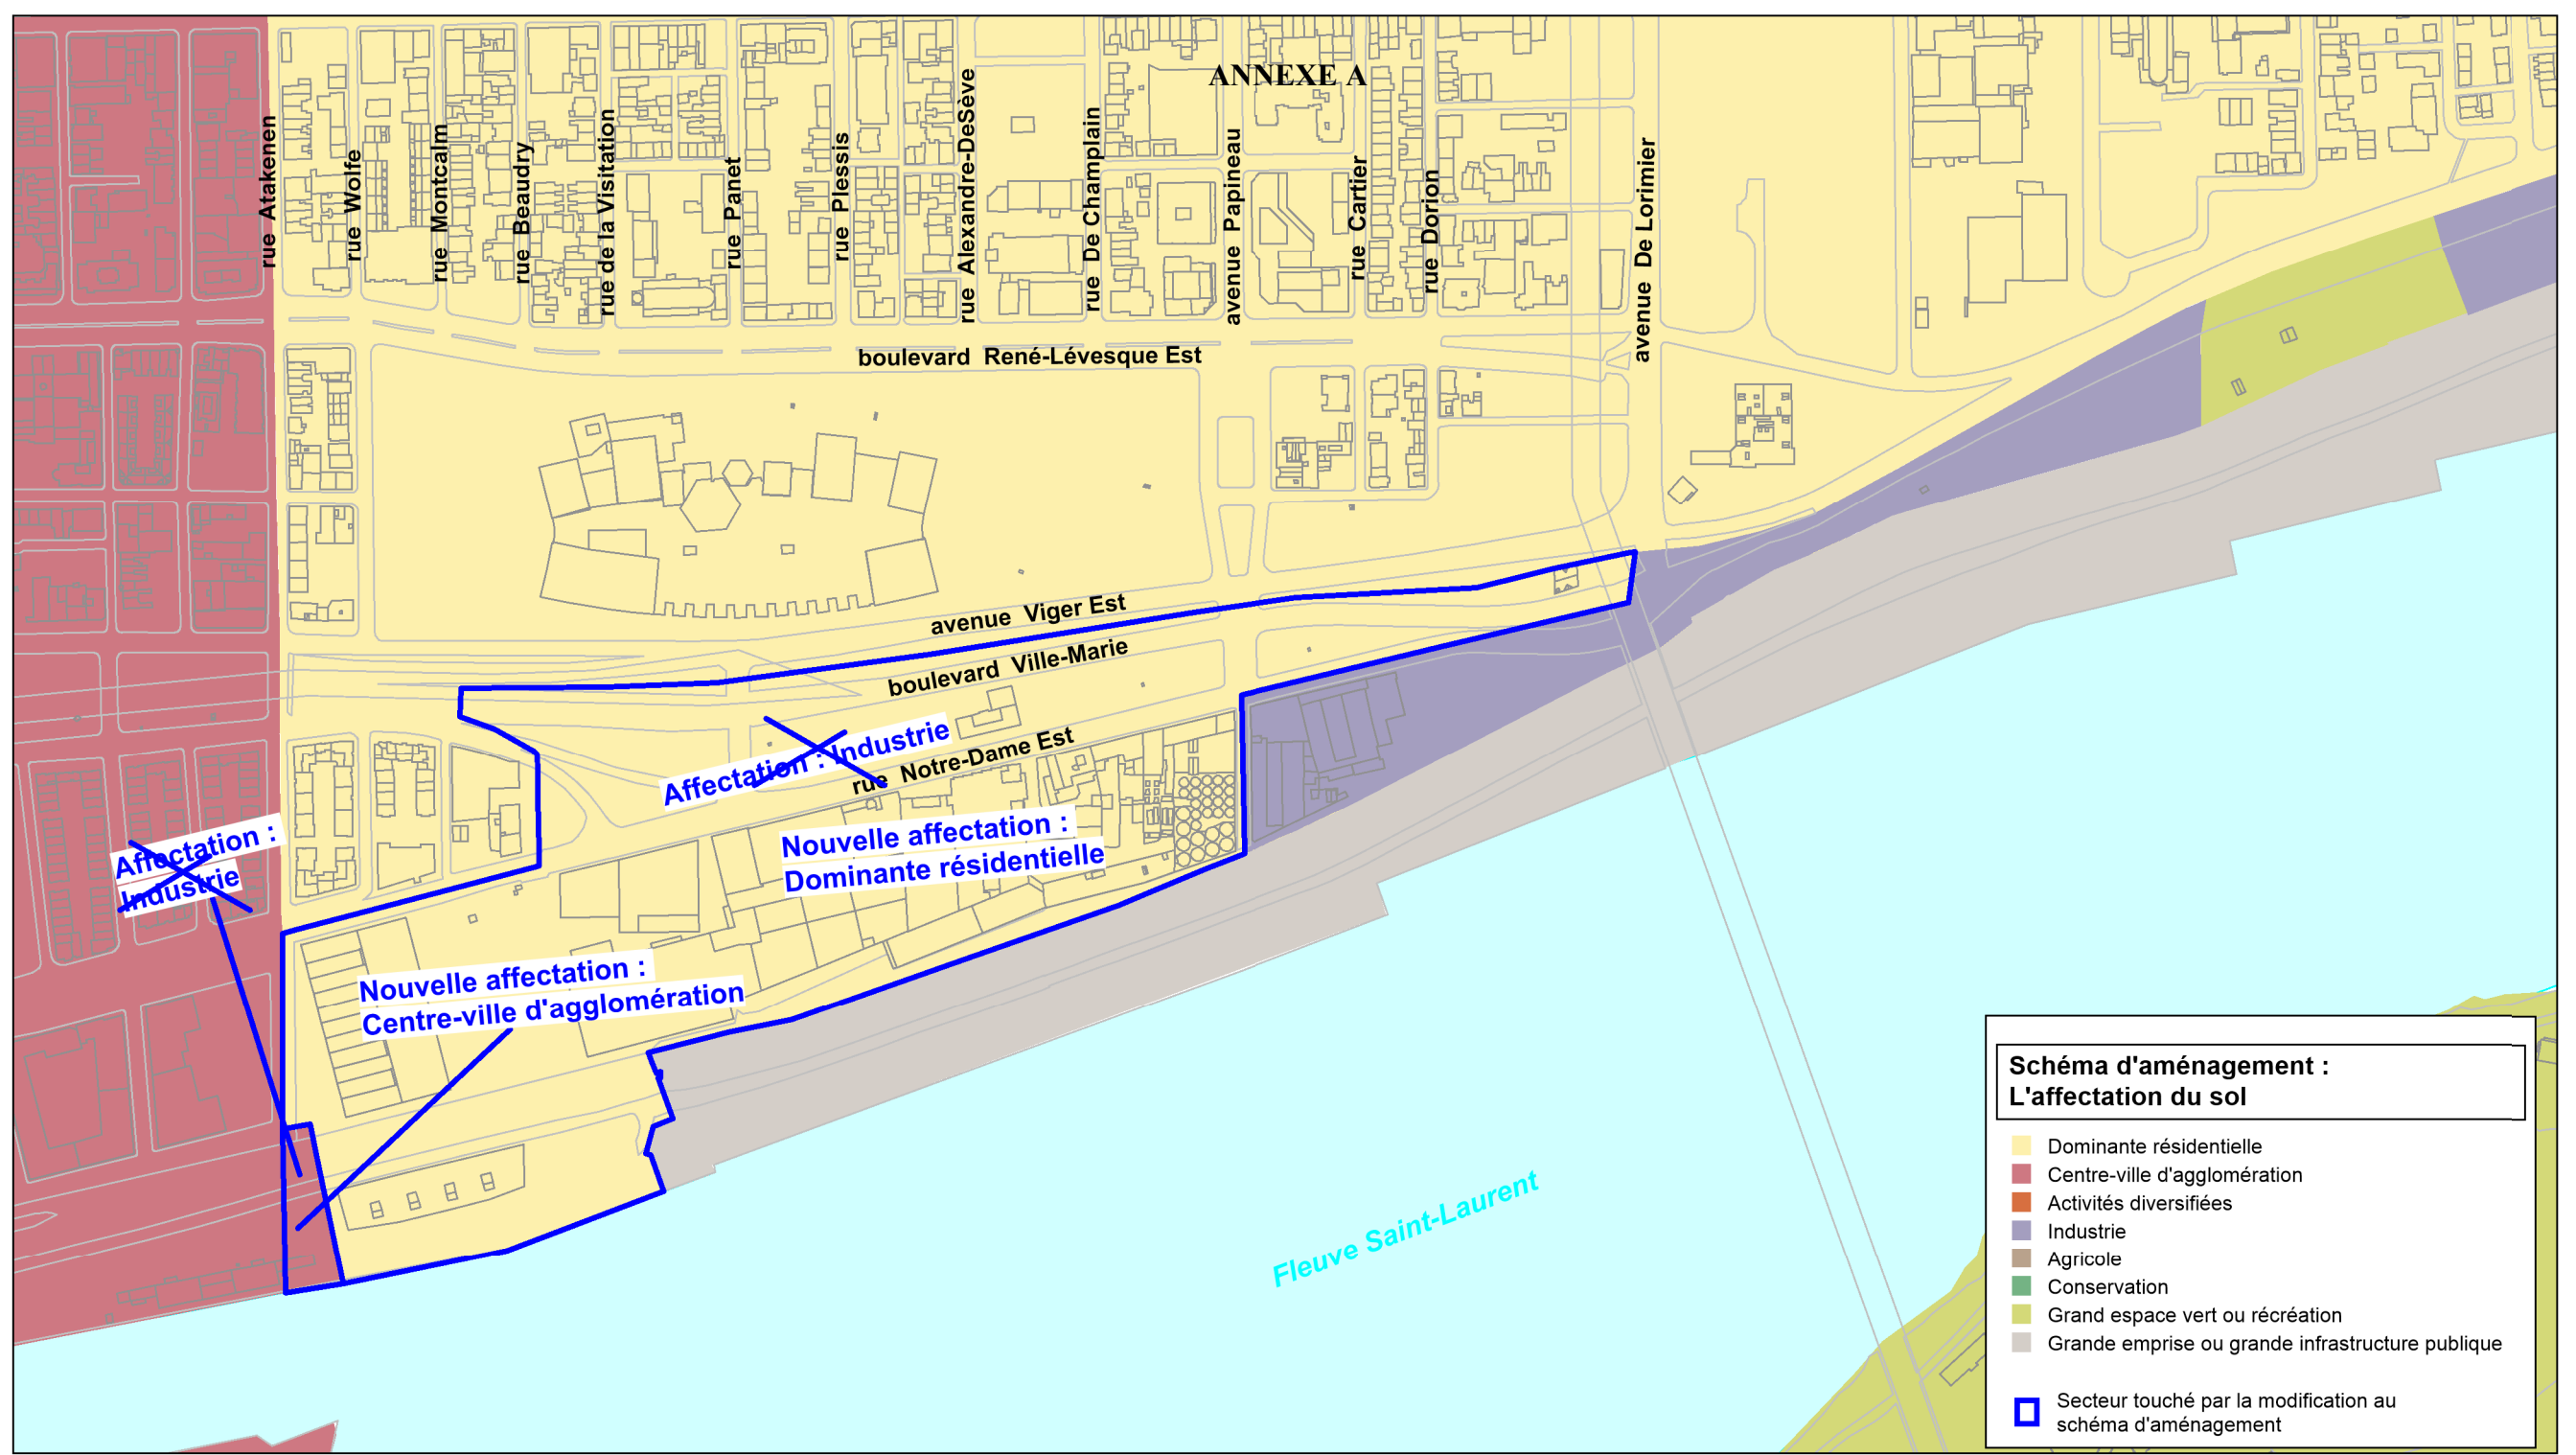 ANNEXE A
rue Atakenen
rue Wolfe
rue Montcalm
rue Beaudry
rue de la Visitation
rue Panet
rue Plessis
rue Alexandre-DeSève
rue De Champlain
avenue Papineau
rue Cartier
rue Dorion
avenue De Lorimier
boulevard René-Lévesque Est
avenue Viger Est
boulevard Ville-Marie
Affectation : Industrie
rue Notre-Dame Est
Nouvelle affectation :
Dominante résidentielle
Affectation :
Industrie
Nouvelle affectation :
Centre-ville d'agglomération
Fleuve Saint-Laurent
Schéma d'aménagement :
L'affectation du sol
Dominante résidentielle
Centre-ville d'agglomération
Activités diversifiées
Industrie
Agricole
Conservation
Grand espace vert ou récréation
Grande emprise ou grande infrastructure publique
Secteur touché par la modification au
schéma d'aménagement